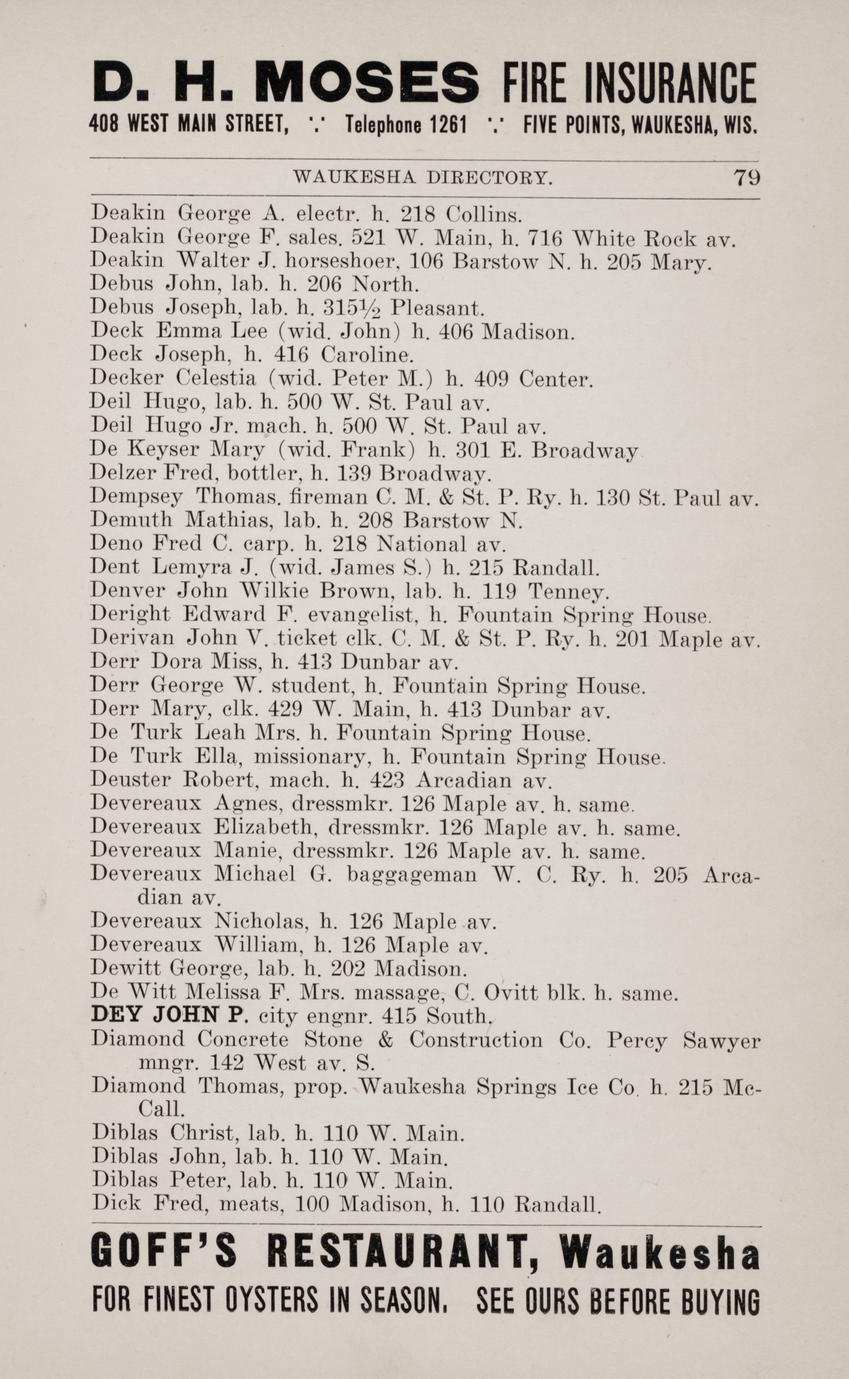 D. H. MOSES FIRE INSURANCE
408 WEST MAIN STREET, ∵ Telephone 1261 ∵ FIVE POINTS, WAUKESHA, WIS.
WAUKESHA DIRECTORY. 79
Deakin George A. electr. h. 218 Collins.
Deakin George F. sales. 521 W. Main, h. 716 White Rock av.
Deakin Walter J. horseshoer, 106 Barstow N. h. 205 Mary.
Debus John, lab. h. 206 North.
Debus Joseph, lab. h. 315½ Pleasant.
Deck Emma Lee (wid. John) h. 406 Madison.
Deck Joseph, h. 416 Caroline.
Decker Celestia (wid. Peter M.) h. 409 Center.
Deil Hugo, lab. h. 500 W. St. Paul av.
Deil Hugo Jr. mach. h. 500 W. St. Paul av.
De Keyser Mary (wid. Frank) h. 301 E. Broadway
Delzer Fred, bottler, h. 139 Broadway.
Dempsey Thomas. fireman C. M. & St. P. Ry. h. 130 St. Paul av.
Demuth Mathias, lab. h. 208 Barstow N.
Deno Fred C. carp. h. 218 National av.
Dent Lemyra J. (wid. James S.) h. 215 Randall.
Denver John Wilkie Brown, lab. h. 119 Tenney.
Deright Edward F. evangelist, h. Fountain Spring House.
Derivan John V. ticket clk. C. M. & St. P. Ry. h. 201 Maple av.
Derr Dora Miss, h. 413 Dunbar av.
Derr George W. student, h. Fountain Spring House.
Derr Mary, clk. 429 W. Main, h. 413 Dunbar av.
De Turk Leah Mrs. h. Fountain Spring House.
De Turk Ella, missionary, h. Fountain Spring House.
Deuster Robert, mach. h. 423 Arcadian av.
Devereaux Agnes, dressmkr. 126 Maple av. h. same.
Devereaux Elizabeth, dressmkr. 126 Maple av. h. same.
Devereaux Manie, dressmkr. 126 Maple av. h. same.
Devereaux Michael G. baggageman W. C. Ry. h. 205 Arca-
dian av.
Devereaux Nicholas, h. 126 Maple av.
Devereaux William, h. 126 Maple av.
Dewitt George, lab. h. 202 Madison.
De Witt Melissa F. Mrs. massage, C. Ovitt blk. h. same.
DEY JOHN P. city engnr. 415 South.
Diamond Concrete Stone & Construction Co. Percy Sawyer
mngr. 142 West av. S.
Diamond Thomas, prop. Waukesha Springs Ice Co. h. 215 Mc-
Call.
Diblas Christ, lab. h. 110 W. Main.
Diblas John, lab. h. 110 W. Main.
Diblas Peter, lab. h. 110 W. Main.
Dick Fred, meats, 100 Madison, h. 110 Randall.
GOFF'S RESTAURANT, Waukesha
FOR FINEST OYSTERS IN SEASON. SEE OURS BEFORE BUYING